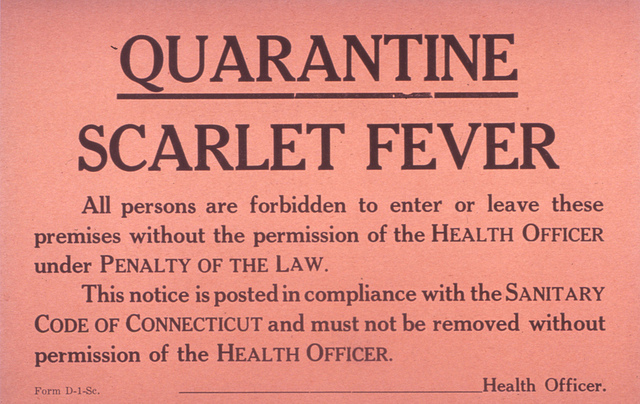 QUARANTINE
SCARLET FEVER
All persons are forbidden to enter or leave these
premises without the permission of the HEALTH OFFICER
under PENALTY OF THE LAW.
This notice is posted in compliance with the SANITARY
CODE OF CONNECTICUT and must not be removed without
permission of the HEALTH OFFICER.
Form D-1-Sc. Health Officer.